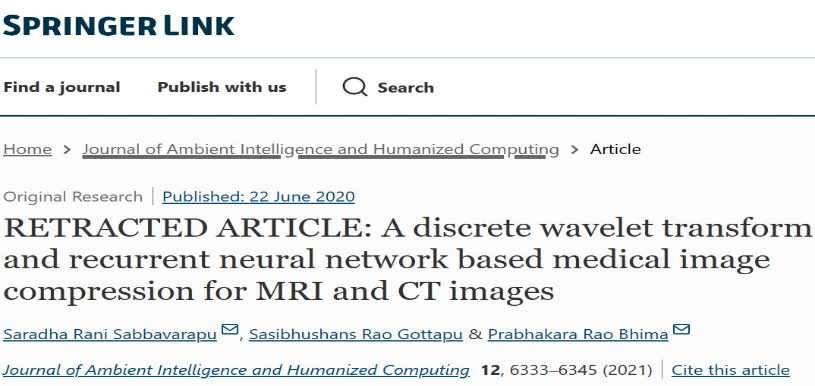 SPRINGER LINK
Find a journal Publish with us Search
Home > Journal of Ambient Intelligence and Humanized Computing > Article
Original Research | Published: 22 June 2020
RETRACTED ARTICLE: A discrete wavelet transform
and recurrent neural network based medical image
compression for MRI and CT images
Saradha Rani Sabbavarapu, Sasibhushans Rao Gottapu & Prabhakara Rao Bhima
Journal of Ambient Intelligence and Humanized Computing 12, 6333–6345 (2021) | Cite this article